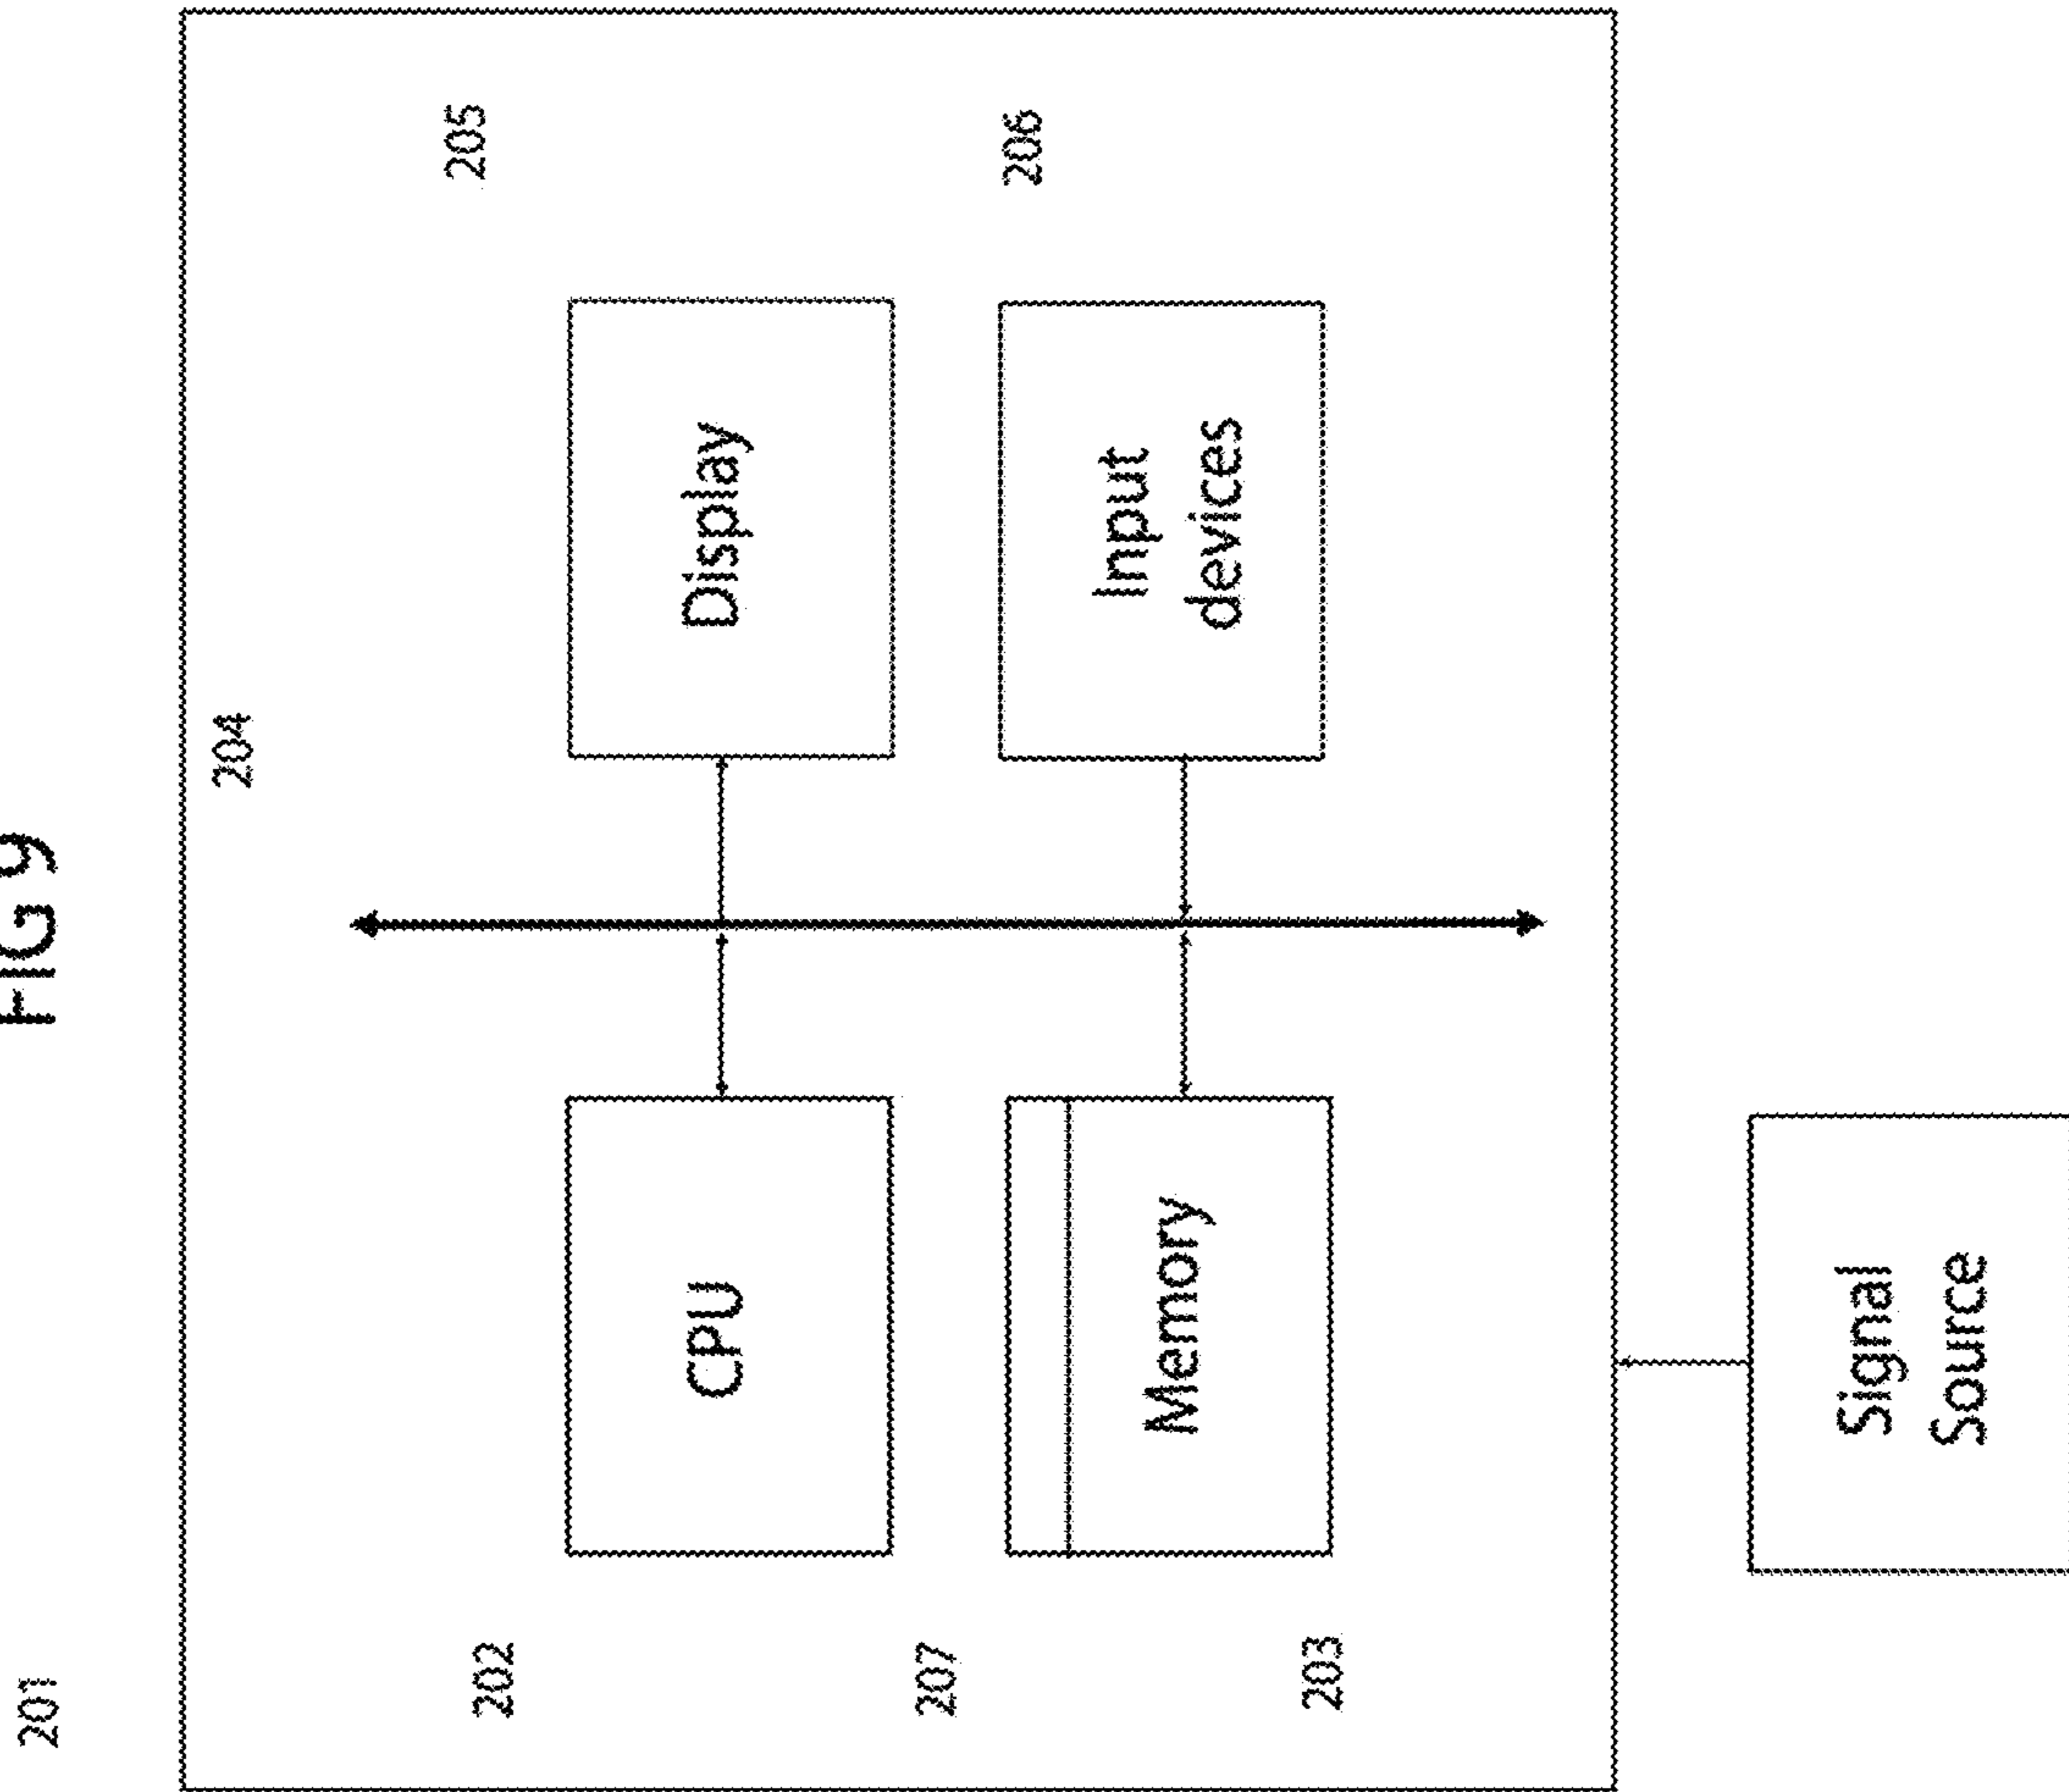 FIG 9
201
204
205
202
CPU
Display
207
206
Input
devices
Memory
203
Signal
Source